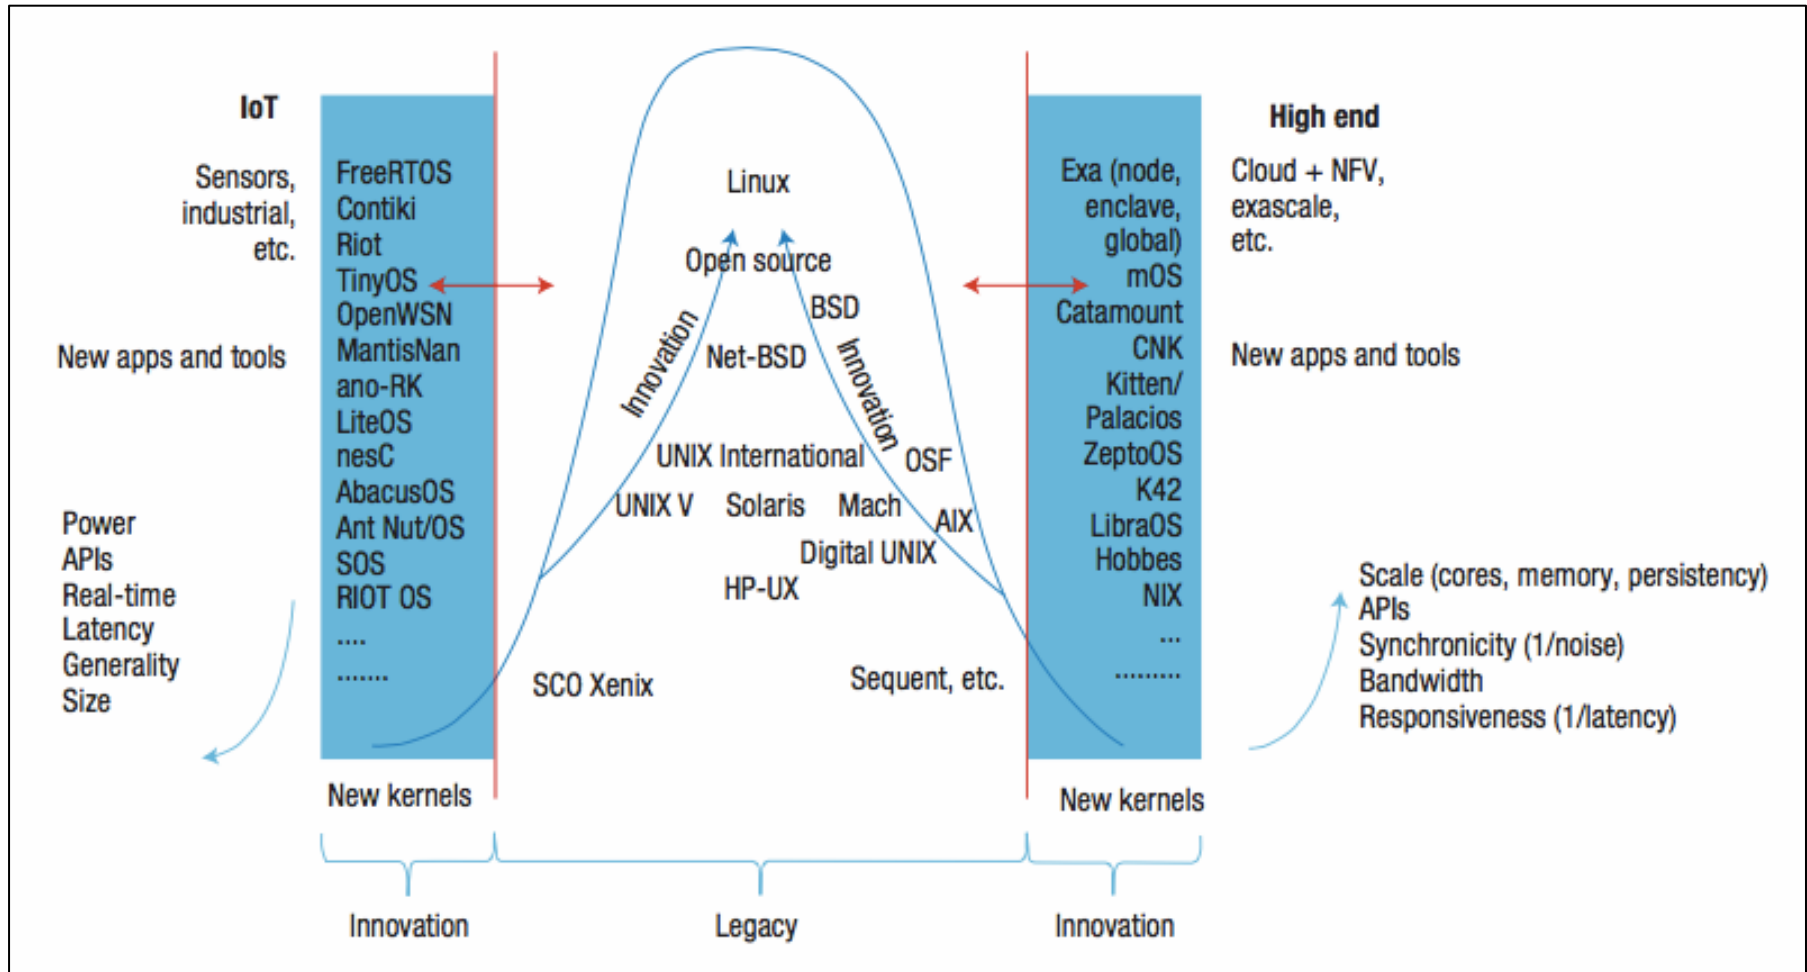 IoT
Sensors,
industrial,
etc.
New apps and tools
Power
APIs
Real-time
Latency
Generality
Size
FreeRTOS
Contiki
Riot
TinyOS
OpenWSN
MantisNan
ano-RK
LiteOS
nesC
AbacusOS
Ant Nut/OS
SOS
RIOT OS
....
.......
New kernels
Innovation
Linux
Open source
BSD
Innovation
Net-BSD
Innovation
UNIX International
OSF
UNIX V
Solaris
Mach
AIX
Digital UNIX
HP-UX
SCO Xenix
Sequent, etc.
Legacy
Exa (node,
enclave,
global)
mOS
Catamount
CNK
Kitten/
Palacios
ZeptoOS
K42
LibraOS
Hobbes
NIX
...
.........
New kernels
Innovation
High end
Cloud + NFV,
exascale,
etc.
New apps and tools
Scale (cores, memory, persistency)
APIs
Synchronicity (1/noise)
Bandwidth
Responsiveness (1/latency)